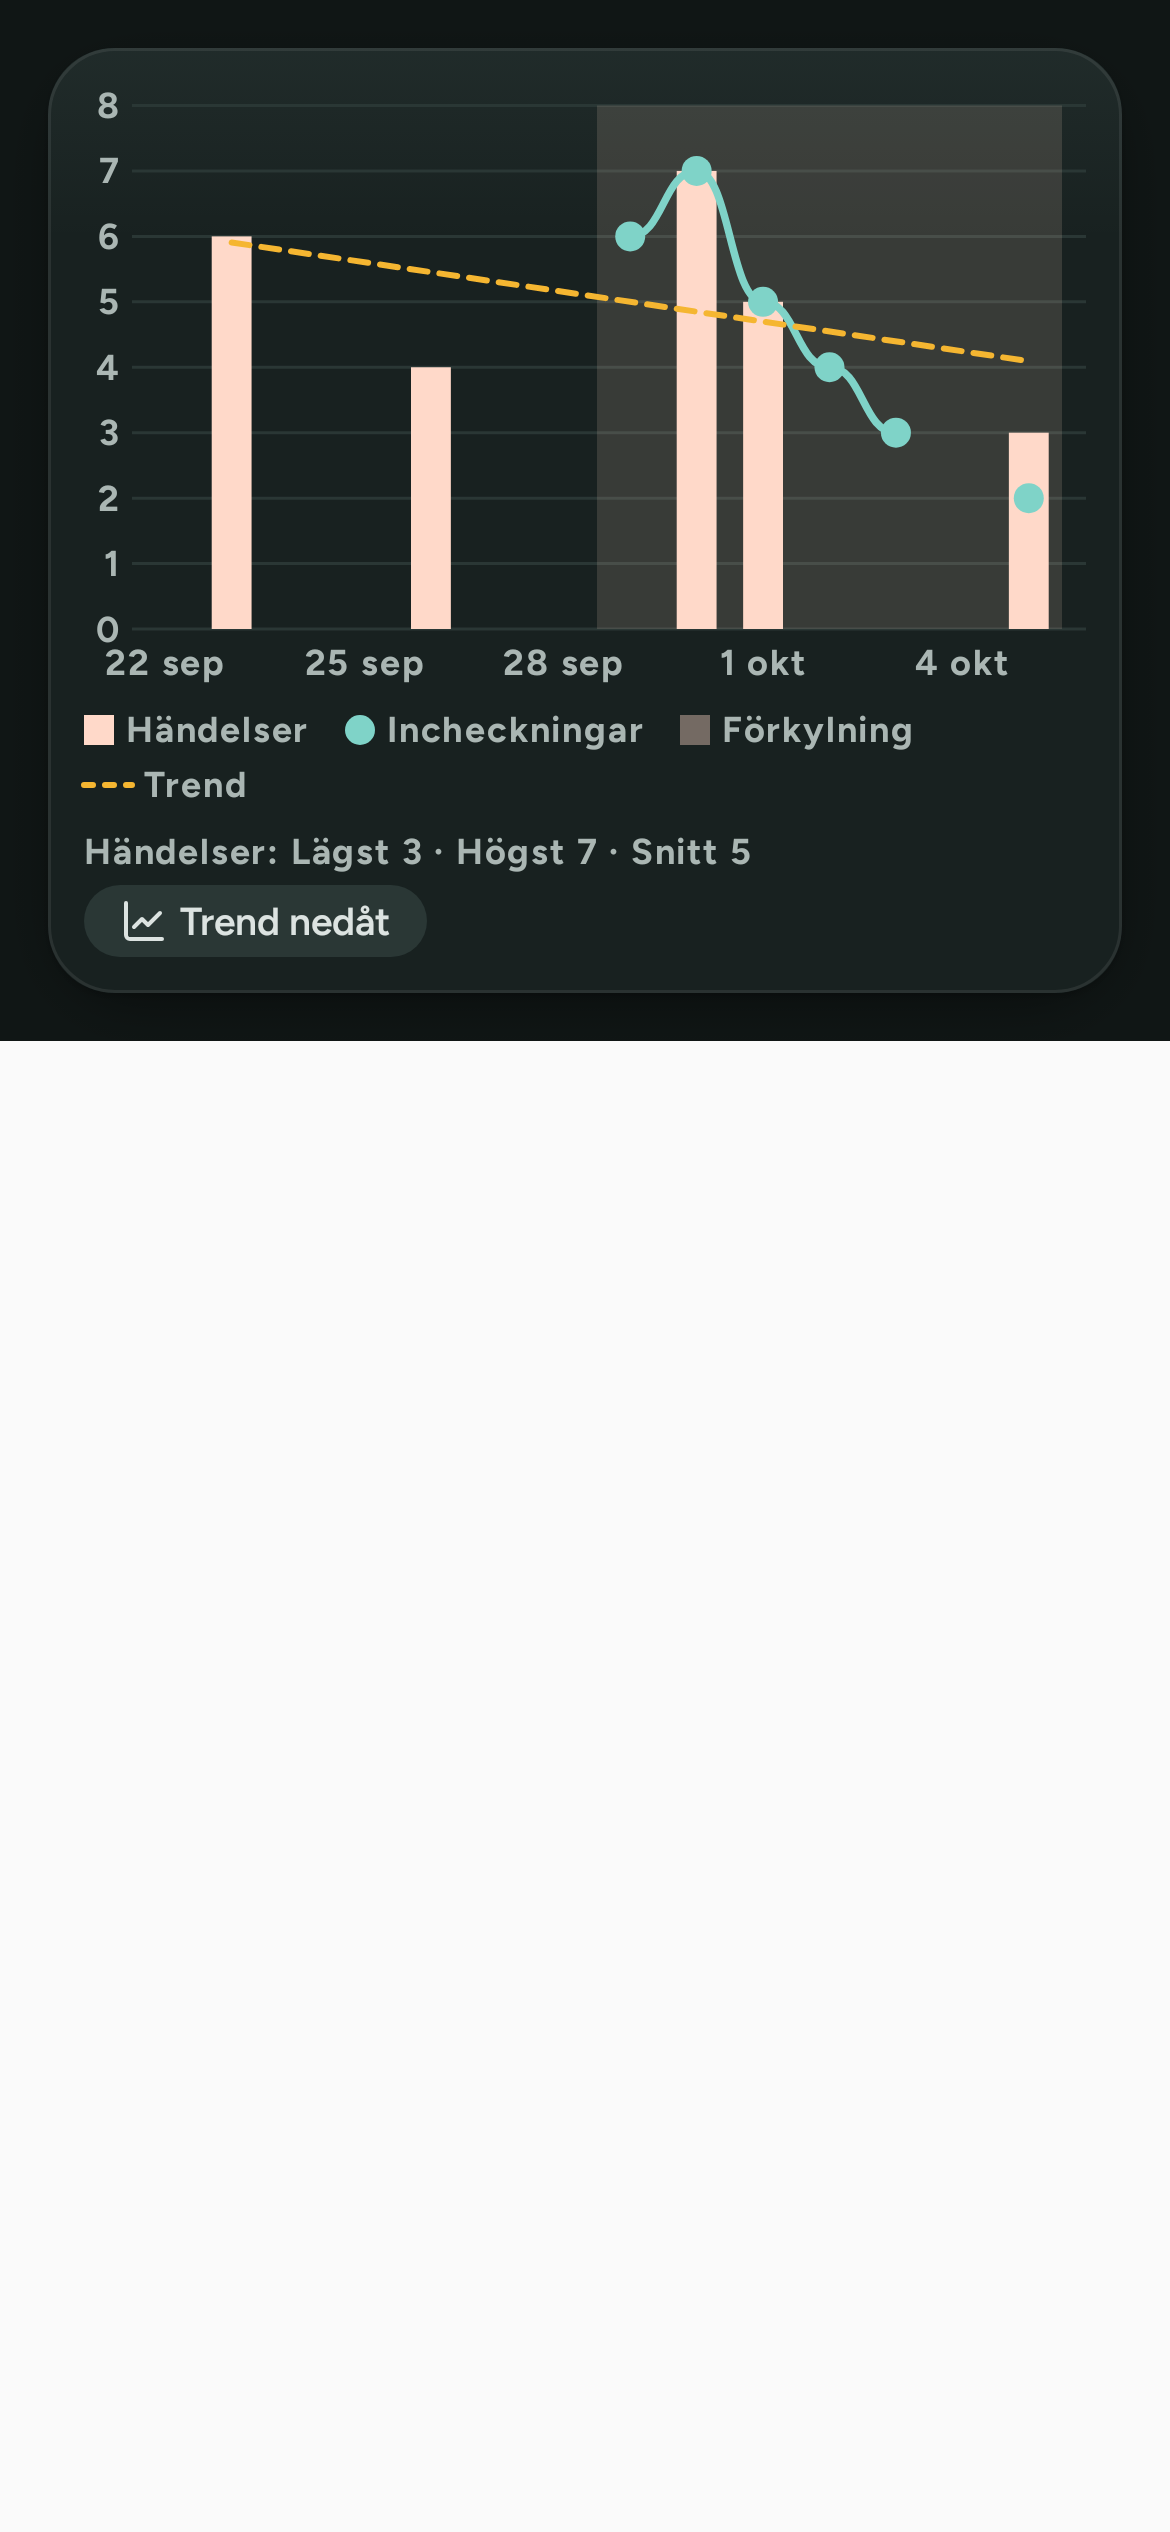 8
7
6
5
4
3
2
1
0
22 sep 25 sep 28 sep 1 okt 4 okt
Händelser Incheckningar Förkylning
Trend
Händelser: Lägst 3 · Högst 7 · Snitt 5
Trend nedåt